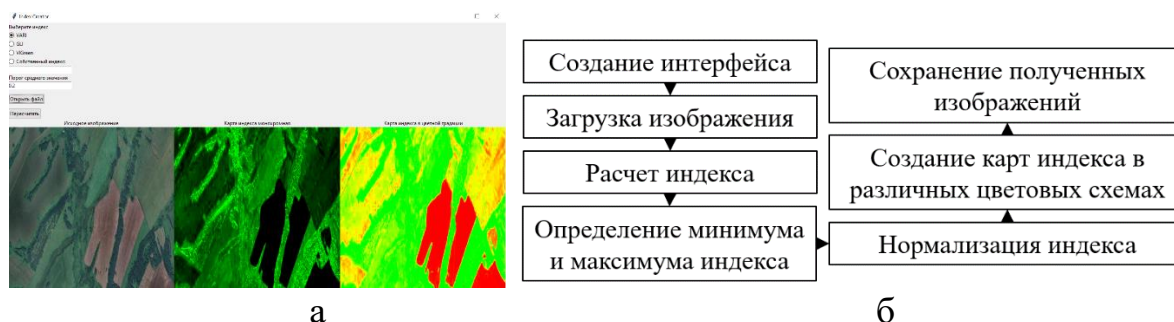 Index Creator
Выберите индекс
VARI
GLI
VIGreen
Собственный индекс
Порог среднего значения
Открыть файл
Пересчитать
Исходное изображение
Карта индекса монохромная
Карта индекса в цветной градации
а
Создание интерфейса
Загрузка изображения
Расчет индекса
Определение минимума
и максимума индекса
Нормализация индекса
Создание карт индекса в
различных цветовых схемах
Сохранение полученных
изображений
б